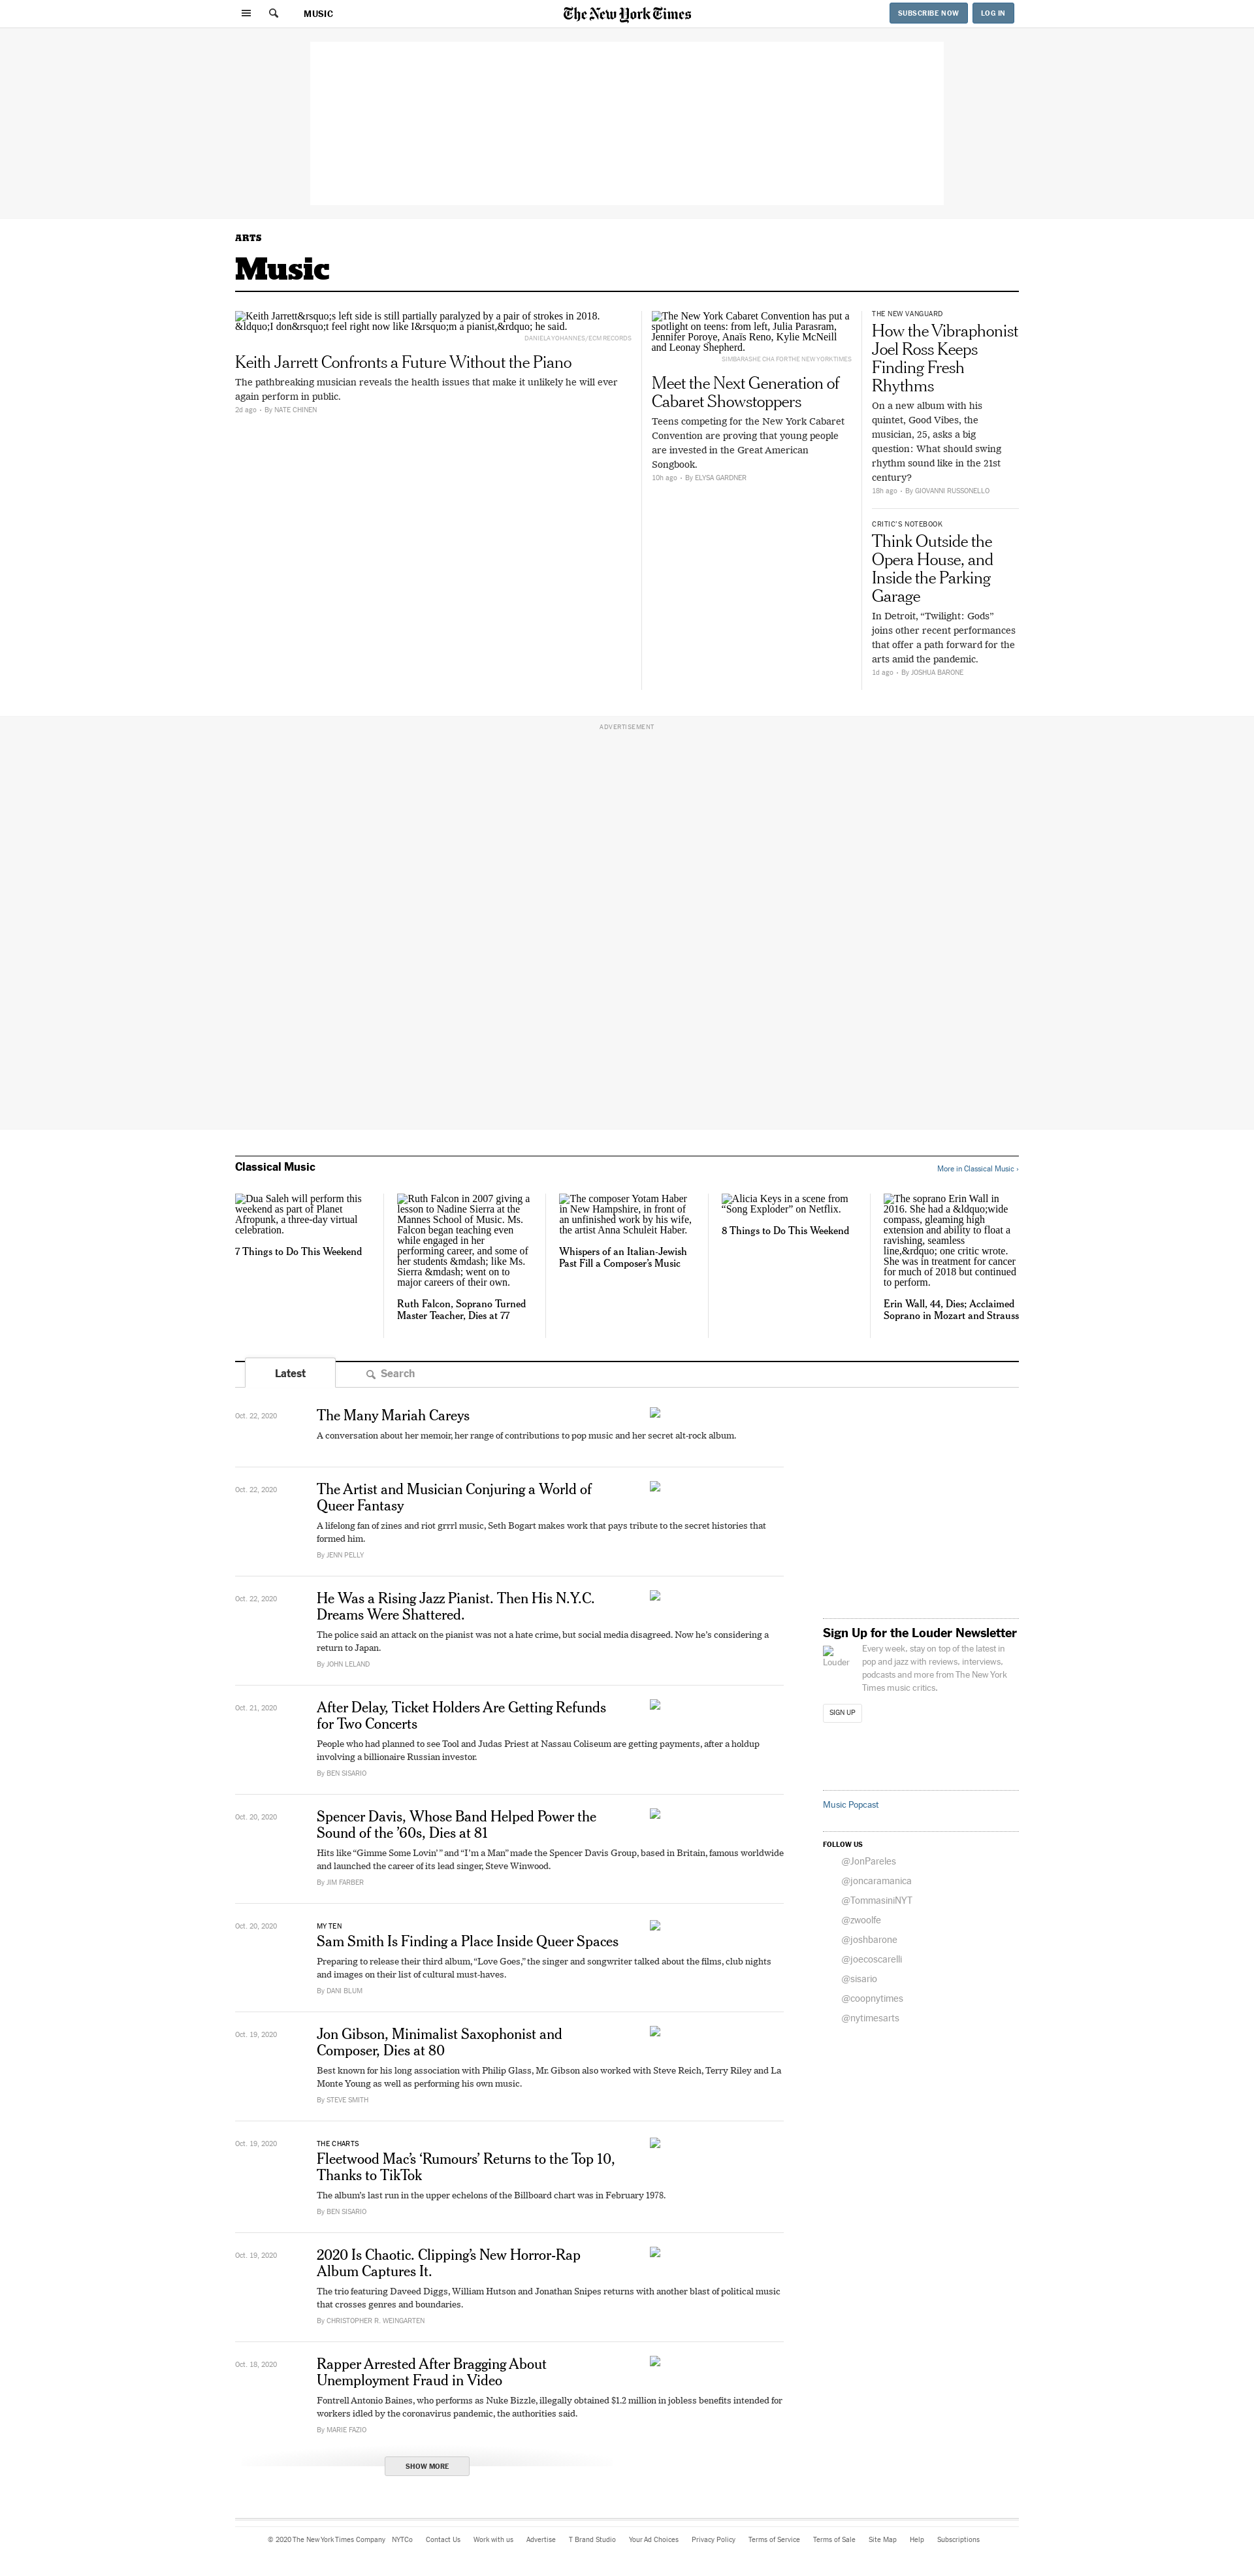 MUSIC
The New York Times
SUBSCRIBE NOW
LOG IN
ARTS
Music
Keith Jarrett&rsquo;s left side is still partially paralyzed by a pair of strokes in 2018.
&ldquo;I don&rsquo;t feel right now like I&rsquo;m a pianist,&rdquo; he said.
DANIELA YOHANNES/ECM RECORDS
Keith Jarrett Confronts a Future Without the Piano
The pathbreaking musician reveals the health issues that make it unlikely he will ever
again perform in public.
2d ago • By NATE CHINEN
The New York Cabaret Convention has put a
spotlight on teens: from left, Julia Parasram,
Jennifer Poroye, Anaïs Reno, Kylie McNeill
and Leonay Shepherd.
SIMBARASHE CHA FOR THE NEW YORK TIMES
Meet the Next Generation of
Cabaret Showstoppers
Teens competing for the New York Cabaret
Convention are proving that young people
are invested in the Great American
Songbook.
10h ago • By ELYSA GARDNER
THE NEW VANGUARD
How the Vibraphonist
Joel Ross Keeps
Finding Fresh
Rhythms
On a new album with his
quintet, Good Vibes, the
musician, 25, asks a big
question: What should swing
rhythm sound like in the 21st
century?
18h ago • By GIOVANNI RUSSONELLO
CRITIC'S NOTEBOOK
Think Outside the
Opera House, and
Inside the Parking
Garage
In Detroit, “Twilight: Gods”
joins other recent performances
that offer a path forward for the
arts amid the pandemic.
1d ago • By JOSHUA BARONE
ADVERTISEMENT
Classical Music
More in Classical Music ›
Dua Saleh will perform this
weekend as part of Planet
Afropunk, a three-day virtual
celebration.
7 Things to Do This Weekend
Ruth Falcon in 2007 giving a
lesson to Nadine Sierra at the
Mannes School of Music. Ms.
Falcon began teaching even
while engaged in her
performing career, and some of
her students &mdash; like Ms.
Sierra &mdash; went on to
major careers of their own.
Ruth Falcon, Soprano Turned
Master Teacher, Dies at 77
The composer Yotam Haber
in New Hampshire, in front of
an unfinished work by his wife,
the artist Anna Schuleit Haber.
Whispers of an Italian-Jewish
Past Fill a Composer’s Music
Alicia Keys in a scene from
“Song Exploder” on Netflix.
8 Things to Do This Weekend
The soprano Erin Wall in
2016. She had a &ldquo;wide
compass, gleaming high
extension and ability to float a
ravishing, seamless
line,&rdquo; one critic wrote.
She was in treatment for cancer
for much of 2018 but continued
to perform.
Erin Wall, 44, Dies; Acclaimed
Soprano in Mozart and Strauss
Latest
Search
Oct. 22, 2020
The Many Mariah Careys
A conversation about her memoir, her range of contributions to pop music and her secret alt-rock album.
Oct. 22, 2020
The Artist and Musician Conjuring a World of
Queer Fantasy
A lifelong fan of zines and riot grrrl music, Seth Bogart makes work that pays tribute to the secret histories that
formed him.
By JENN PELLY
Oct. 22, 2020
He Was a Rising Jazz Pianist. Then His N.Y.C.
Dreams Were Shattered.
The police said an attack on the pianist was not a hate crime, but social media disagreed. Now he’s considering a
return to Japan.
By JOHN LELAND
Oct. 21, 2020
After Delay, Ticket Holders Are Getting Refunds
for Two Concerts
People who had planned to see Tool and Judas Priest at Nassau Coliseum are getting payments, after a holdup
involving a billionaire Russian investor.
By BEN SISARIO
Oct. 20, 2020
Spencer Davis, Whose Band Helped Power the
Sound of the ’60s, Dies at 81
Hits like “Gimme Some Lovin’ ” and “I’m a Man” made the Spencer Davis Group, based in Britain, famous worldwide
and launched the career of its lead singer, Steve Winwood.
By JIM FARBER
Oct. 20, 2020
MY TEN
Sam Smith Is Finding a Place Inside Queer Spaces
Preparing to release their third album, “Love Goes,” the singer and songwriter talked about the films, club nights
and images on their list of cultural must-haves.
By DANI BLUM
Oct. 19, 2020
Jon Gibson, Minimalist Saxophonist and
Composer, Dies at 80
Best known for his long association with Philip Glass, Mr. Gibson also worked with Steve Reich, Terry Riley and La
Monte Young as well as performing his own music.
By STEVE SMITH
Oct. 19, 2020
THE CHARTS
Fleetwood Mac’s ‘Rumours’ Returns to the Top 10,
Thanks to TikTok
The album’s last run in the upper echelons of the Billboard chart was in February 1978.
By BEN SISARIO
Oct. 19, 2020
2020 Is Chaotic. Clipping’s New Horror-Rap
Album Captures It.
The trio featuring Daveed Diggs, William Hutson and Jonathan Snipes returns with another blast of political music
that crosses genres and boundaries.
By CHRISTOPHER R. WEINGARTEN
Oct. 18, 2020
Rapper Arrested After Bragging About
Unemployment Fraud in Video
Fontrell Antonio Baines, who performs as Nuke Bizzle, illegally obtained $1.2 million in jobless benefits intended for
workers idled by the coronavirus pandemic, the authorities said.
By MARIE FAZIO
SHOW MORE
Sign Up for the Louder Newsletter
Louder
Every week, stay on top of the latest in
pop and jazz with reviews, interviews,
podcasts and more from The New York
Times music critics.
SIGN UP
Music Popcast
FOLLOW US
@JonPareles
@joncaramanica
@TommasiniNYT
@zwoolfe
@joshbarone
@joecoscarelli
@sisario
@coopnytimes
@nytimesarts
© 2020 The New York Times Company NYTCo Contact Us Work with us Advertise T Brand Studio Your Ad Choices Privacy Policy Terms of Service Terms of Sale Site Map Help Subscriptions